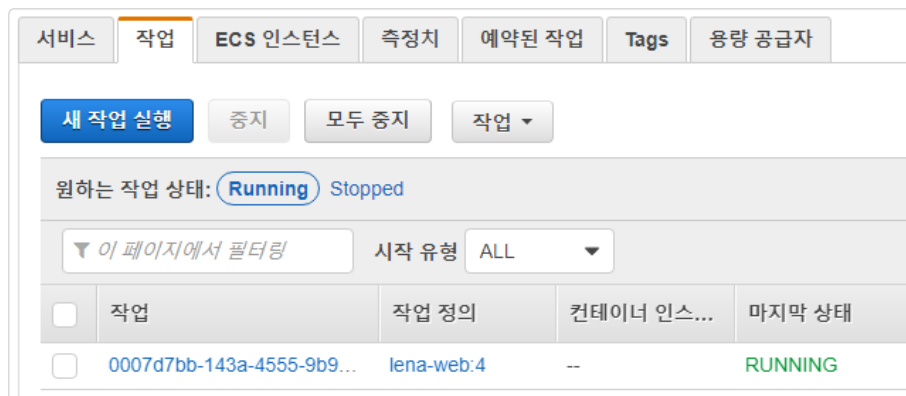 서비스 작업 ECS 인스턴스 측정치 예약된 작업 Tags 용량 공급자
새 작업 실행 중지 모두 중지 작업
원하는 작업 상태: Running Stopped
이 페이지에서 필터링 시작 유형 ALL
작업 작업 정의 컨테이너 인스... 마지막 상태
0007d7bb-143a-4555-9b9... lena-web:4 -- RUNNING